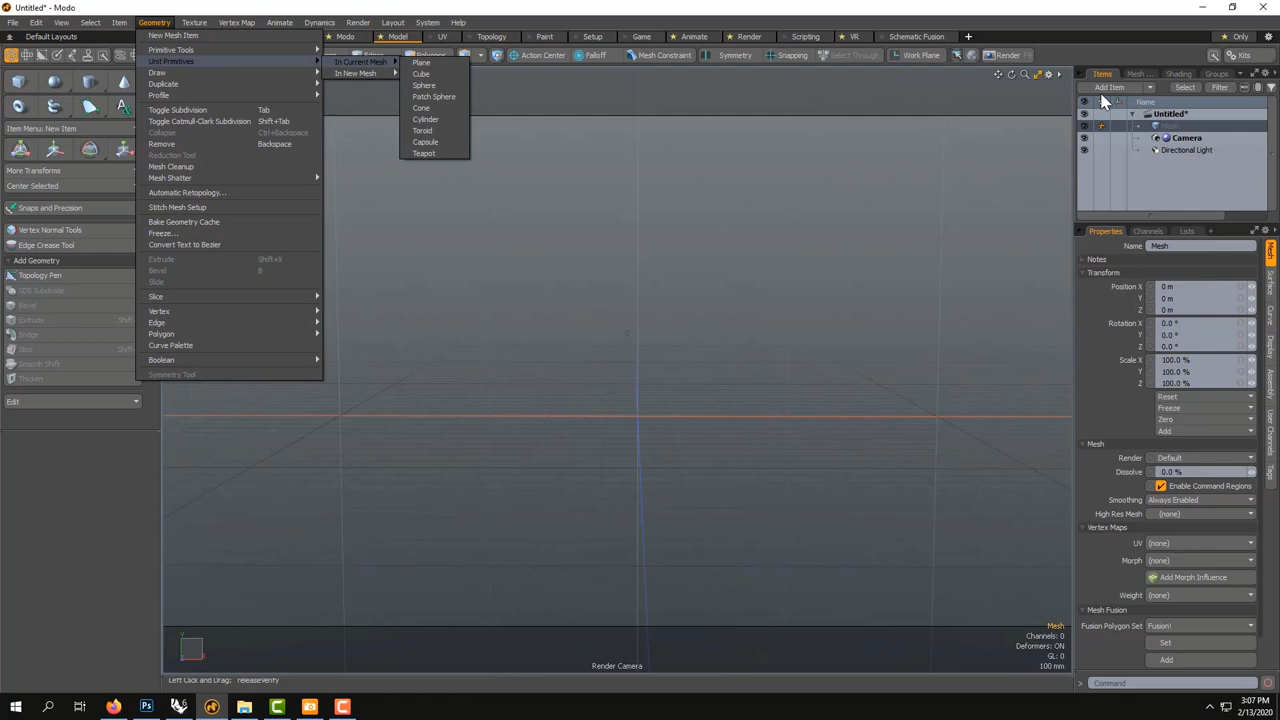 Untitled* - Modo
File Edit View Select Item Geometry Texture Vertex Map Animate Dynamics Render Layout System Help
Default Layouts
Modo Model UV Topology Paint Setup Game Animate Render Scripting VR Schematic Fusion + Only
Action Center Falloff Mesh Constraint Symmetry Snapping Work Plane Render Kits
New Mesh Item
Primitive Tools
Unit Primitives
Draw
Duplicate
Profile
Toggle Subdivision Tab
Toggle Catmull-Clark Subdivision Shift+Tab
Collapse Ctrl+Backspace
Remove Backspace
Reduction Tool
Mesh Cleanup
Mesh Shatter
Automatic Retopology...
Stitch Mesh Setup
Bake Geometry Cache
Freeze...
Convert Text to Bezier
Extrude Shift+X
Bevel B
Slide
Slice
Vertex
Edge
Polygon
Curve Palette
Boolean
Symmetry Tool
In Current Mesh
In New Mesh
Plane
Cube
Sphere
Patch Sphere
Cone
Cylinder
Toroid
Capsule
Teapot
Item Menu: New Item
More Transforms
Center Selected
Snaps and Precision
Vertex Normal Tools
Edge Crease Tool
Add Geometry
Topology Pen
SDS Subdivide
Bevel
Extrude Shift
Bridge
Slice Shift
Smooth Shift
Thicken
Edit
Mesh
Channels: 0
Deformers: ON
GL: 0
100 mm
Render Camera
Left Click and Drag: releaseVerify
Items Mesh ... Shading Groups
Add Item Select Filter
Name
Untitled*
Camera
Directional Light
Properties Channels Lists +
Name Mesh
Notes
Transform
Position X 0 m
Y 0 m
Z 0 m
Rotation X 0.0 °
Y 0.0 °
Z 0.0 °
Scale X 100.0 %
Y 100.0 %
Z 100.0 %
Reset
Freeze
Zero
Add
Mesh
Render Default
Dissolve 0.0 %
Enable Command Regions
Smoothing Always Enabled
High Res Mesh (none)
Vertex Maps
UV (none)
Morph (none)
Add Morph Influence
Weight (none)
Mesh Fusion
Fusion Polygon Set Fusion!
Set
Add
Command
Mesh
Surface
Curve
Display
Assembly
User Channels
Tags
3:07 PM
2/13/2020